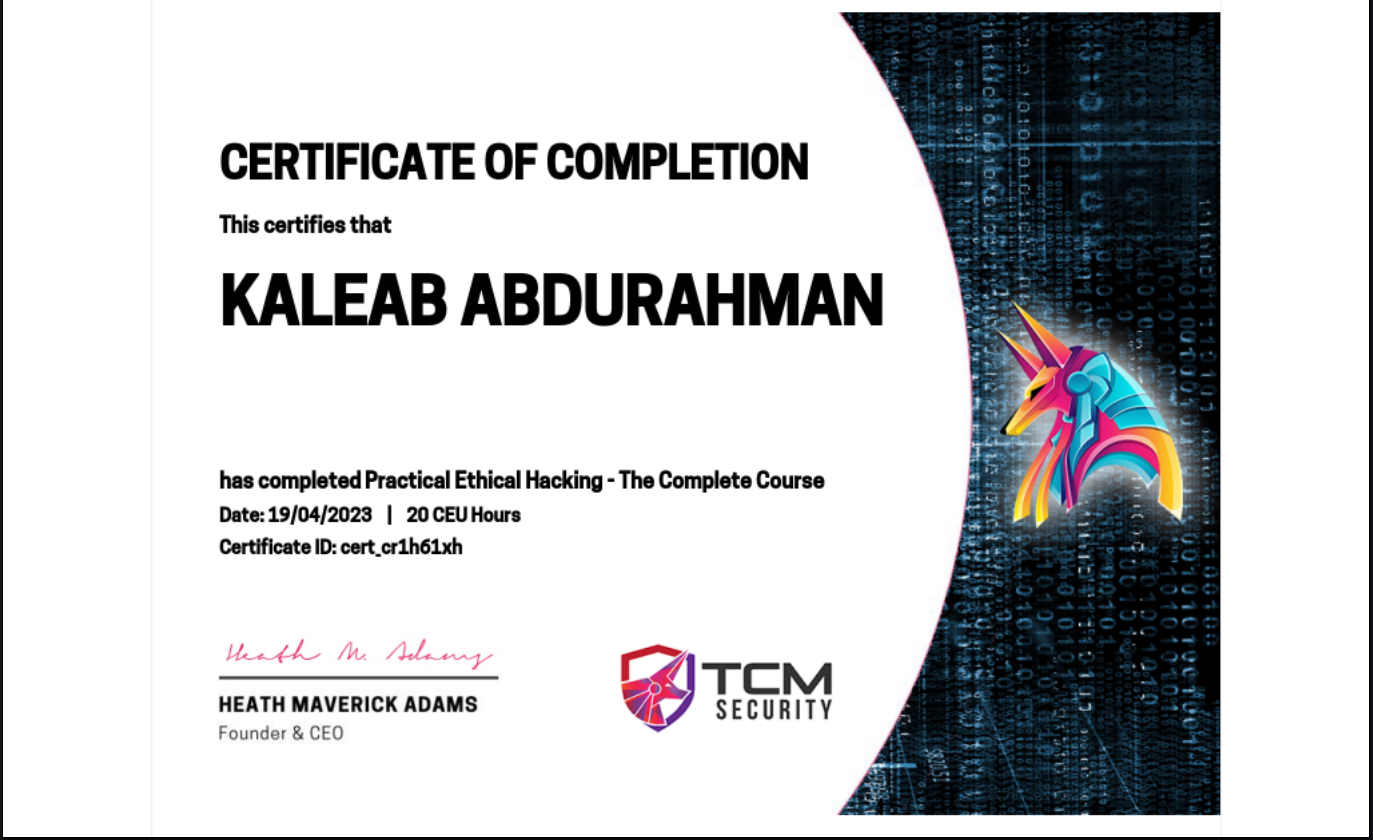 CERTIFICATE OF COMPLETION
This certifies that
KALEAB ABDURAHMAN
has completed Practical Ethical Hacking - The Complete Course
Date: 19/04/2023 | 20 CEU Hours
Certificate ID: cert_cr1h61xh
Heath M. Adams
HEATH MAVERICK ADAMS
Founder & CEO
TCM
SECURITY